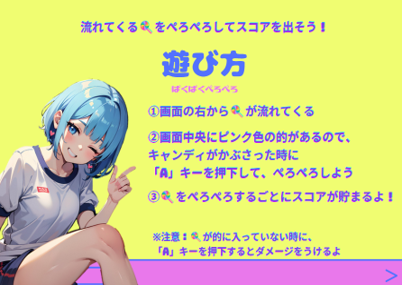 流れてくる🍭をぺろぺろしてスコアを出そう！
遊び方
ぱくぱくぺろぺろ
①画面の右から🍭が流れてくる
②画面中央にピンク色の的があるので、
キャンディがかぶさった時に
「A」キーを押下して、ぺろぺろしよう
③🍭をぺろぺろするごとにスコアが貯まるよ！
※注意：🍭が的に入っていない時に、
「A」キーを押下するとダメージをうけるよ
>